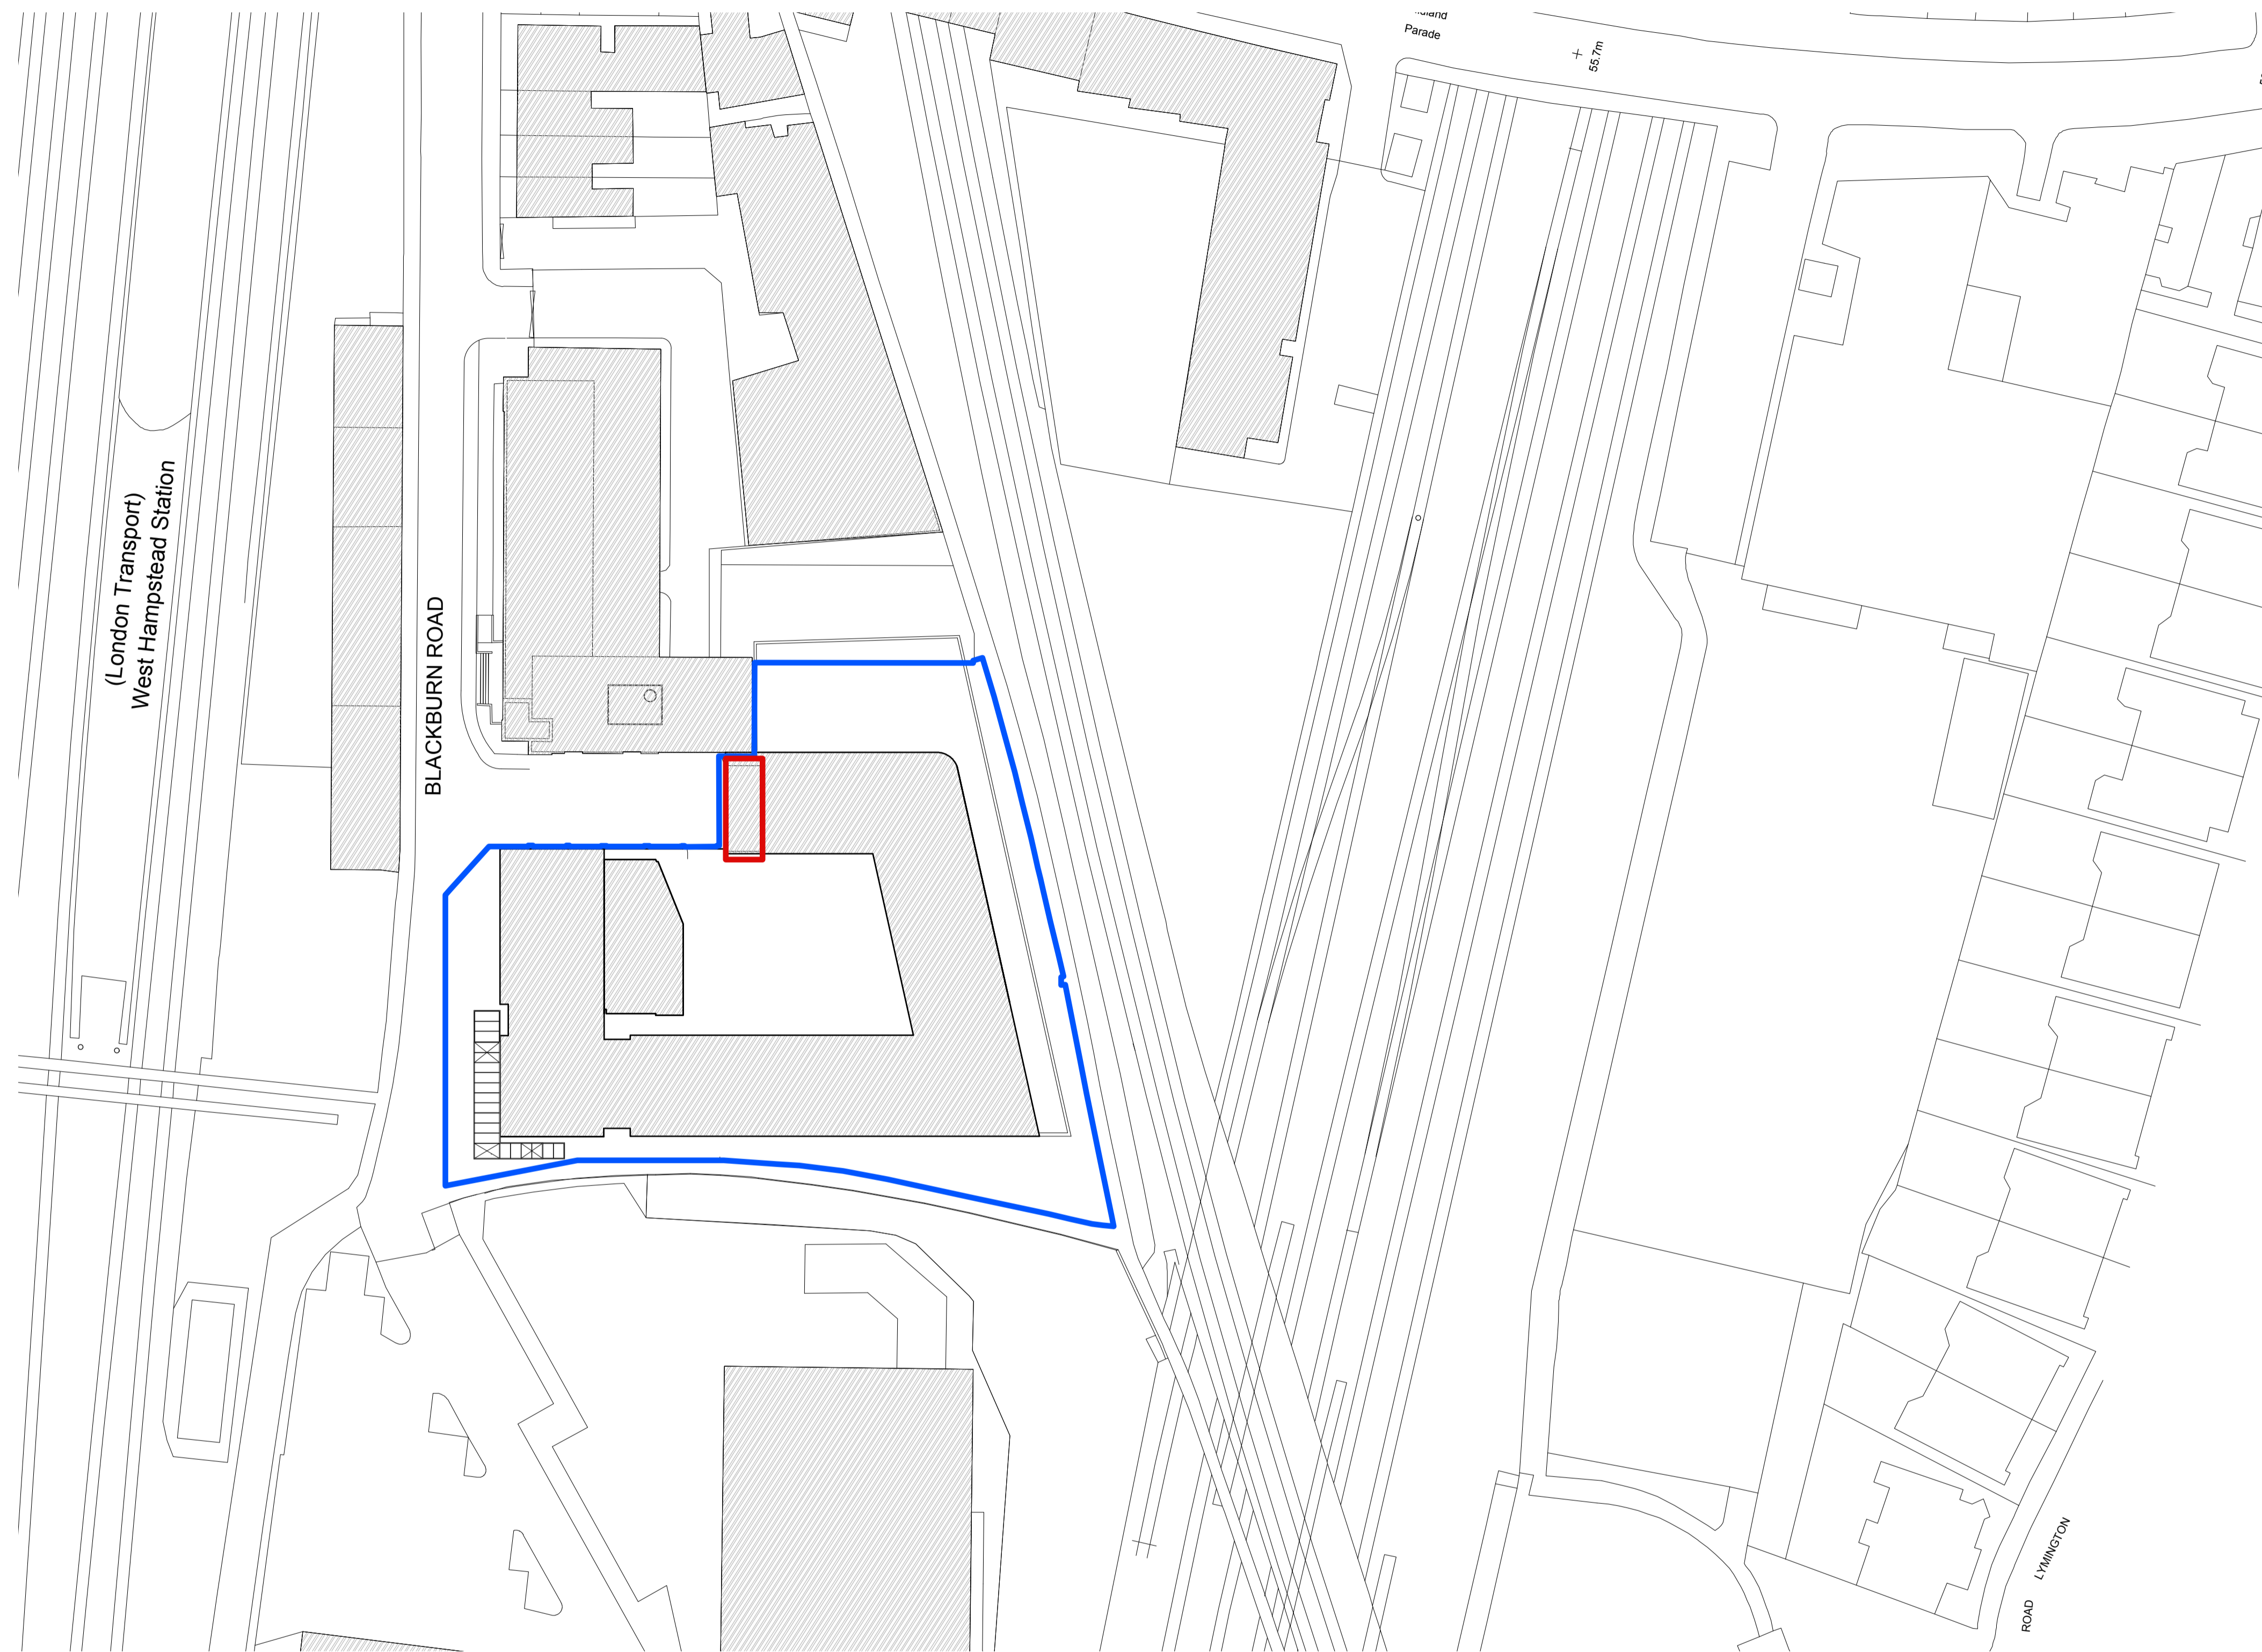 Parade
55.7m
(London Transport)
West Hampstead Station
BLACKBURN ROAD
LYMINGTON
ROAD